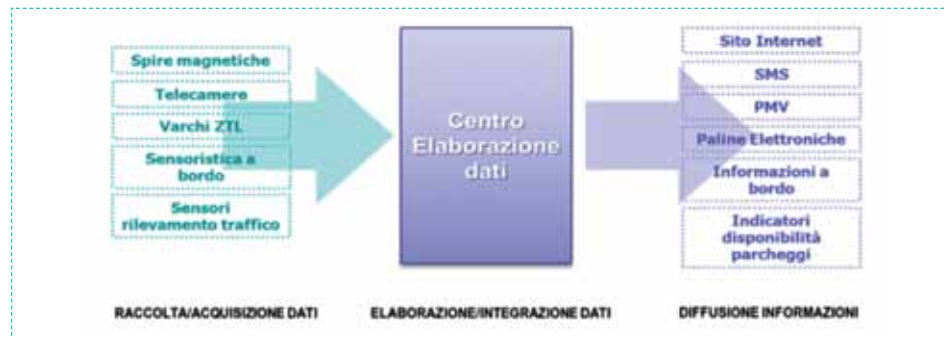 Spire magnetiche
Telecamere
Varchi ZTL
Sensoristica a
bordo
Sensori
rilevamento traffico
RACCOLTA/ACQUISIZIONE DATI
Centro
Elaborazione
dati
ELABORAZIONE/INTEGRAZIONE DATI
Sito Internet
SMS
PMV
Paline Elettroniche
Informazioni a
bordo
Indicatori
disponibilità
parcheggi
DIFFUSIONE INFORMAZIONI